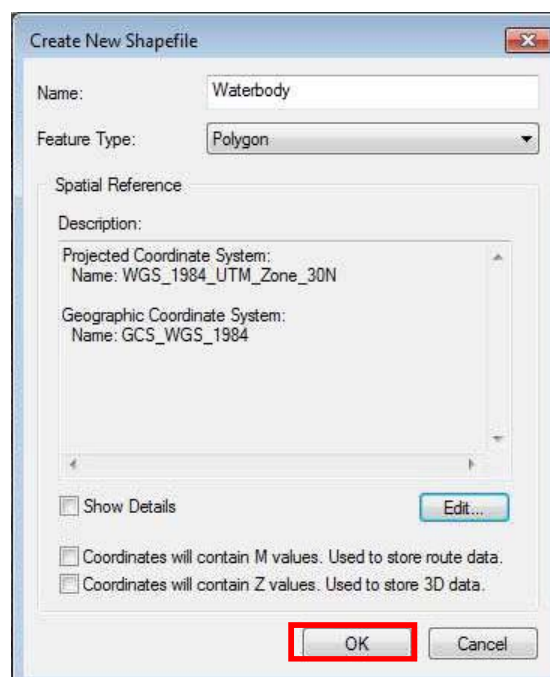 Create New Shapefile
Name: Waterbody
Feature Type: Polygon
Spatial Reference
Description:
Projected Coordinate System:
Name: WGS_1984_UTM_Zone_30N
Geographic Coordinate System:
Name: GCS_WGS_1984
Show Details
Edit...
Coordinates will contain M values. Used to store route data.
Coordinates will contain Z values. Used to store 3D data.
OK Cancel